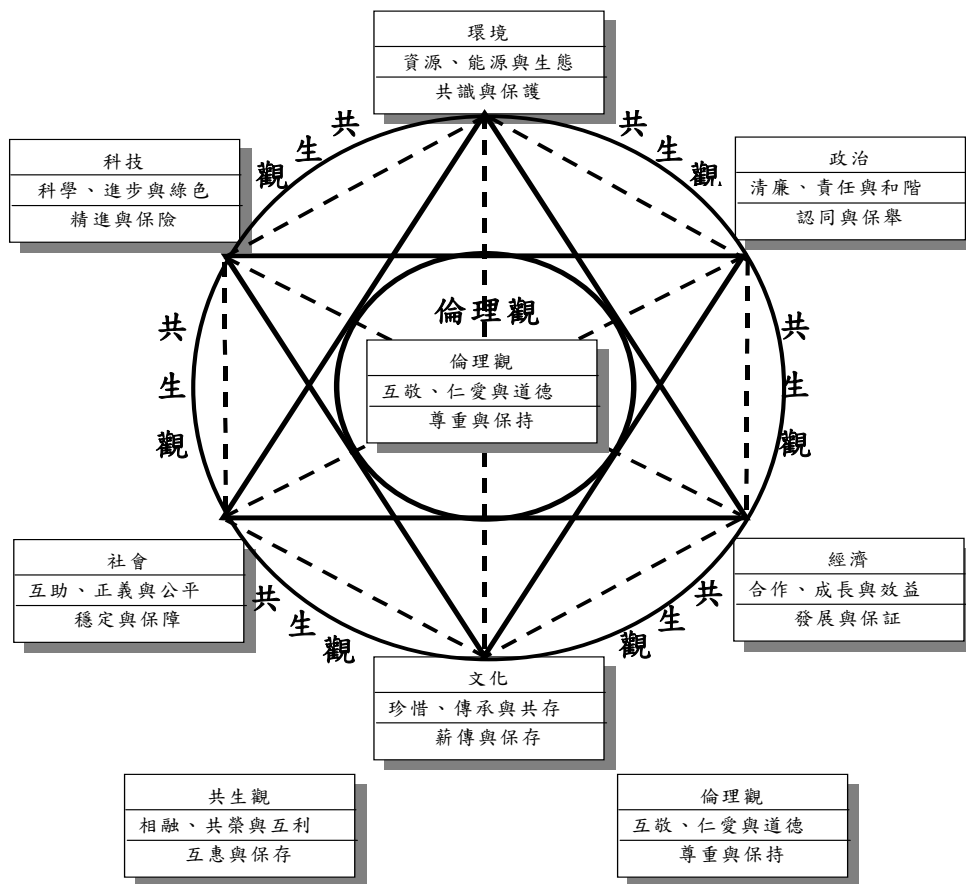 環境
資源、能源與生態
共識與保護
共生觀
共生觀
科技
科學、進步與綠色
精進與保險
政治
清廉、責任與和階
認同與保舉
倫理觀
共生觀
共生觀
倫理觀
互敬、仁愛與道德
尊重與保持
社會
互助、正義與公平
穩定與保障
經濟
合作、成長與效益
發展與保証
共生觀
共生觀
文化
珍惜、傳承與共存
薪傳與保存
共生觀
相融、共榮與互利
互惠與保存
倫理觀
互敬、仁愛與道德
尊重與保持